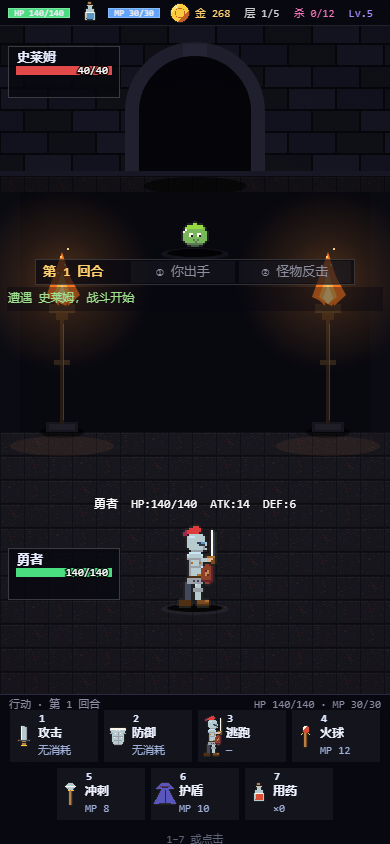 HP 140/140 MP 30/30 金 268 层 1/5 杀 0/12 Lv.5
史莱姆
40/40
第 1 回合 ① 你出手 ② 怪物反击
遭遇 史莱姆，战斗开始
勇者 HP:140/140 ATK:14 DEF:6
勇者
140/140
行动 · 第 1 回合 HP 140/140 · MP 30/30
1
攻击
无消耗
2
防御
无消耗
3
逃跑
—
4
火球
MP 12
5
冲刺
MP 8
6
护盾
MP 10
7
用药
×0
1-7 或点击